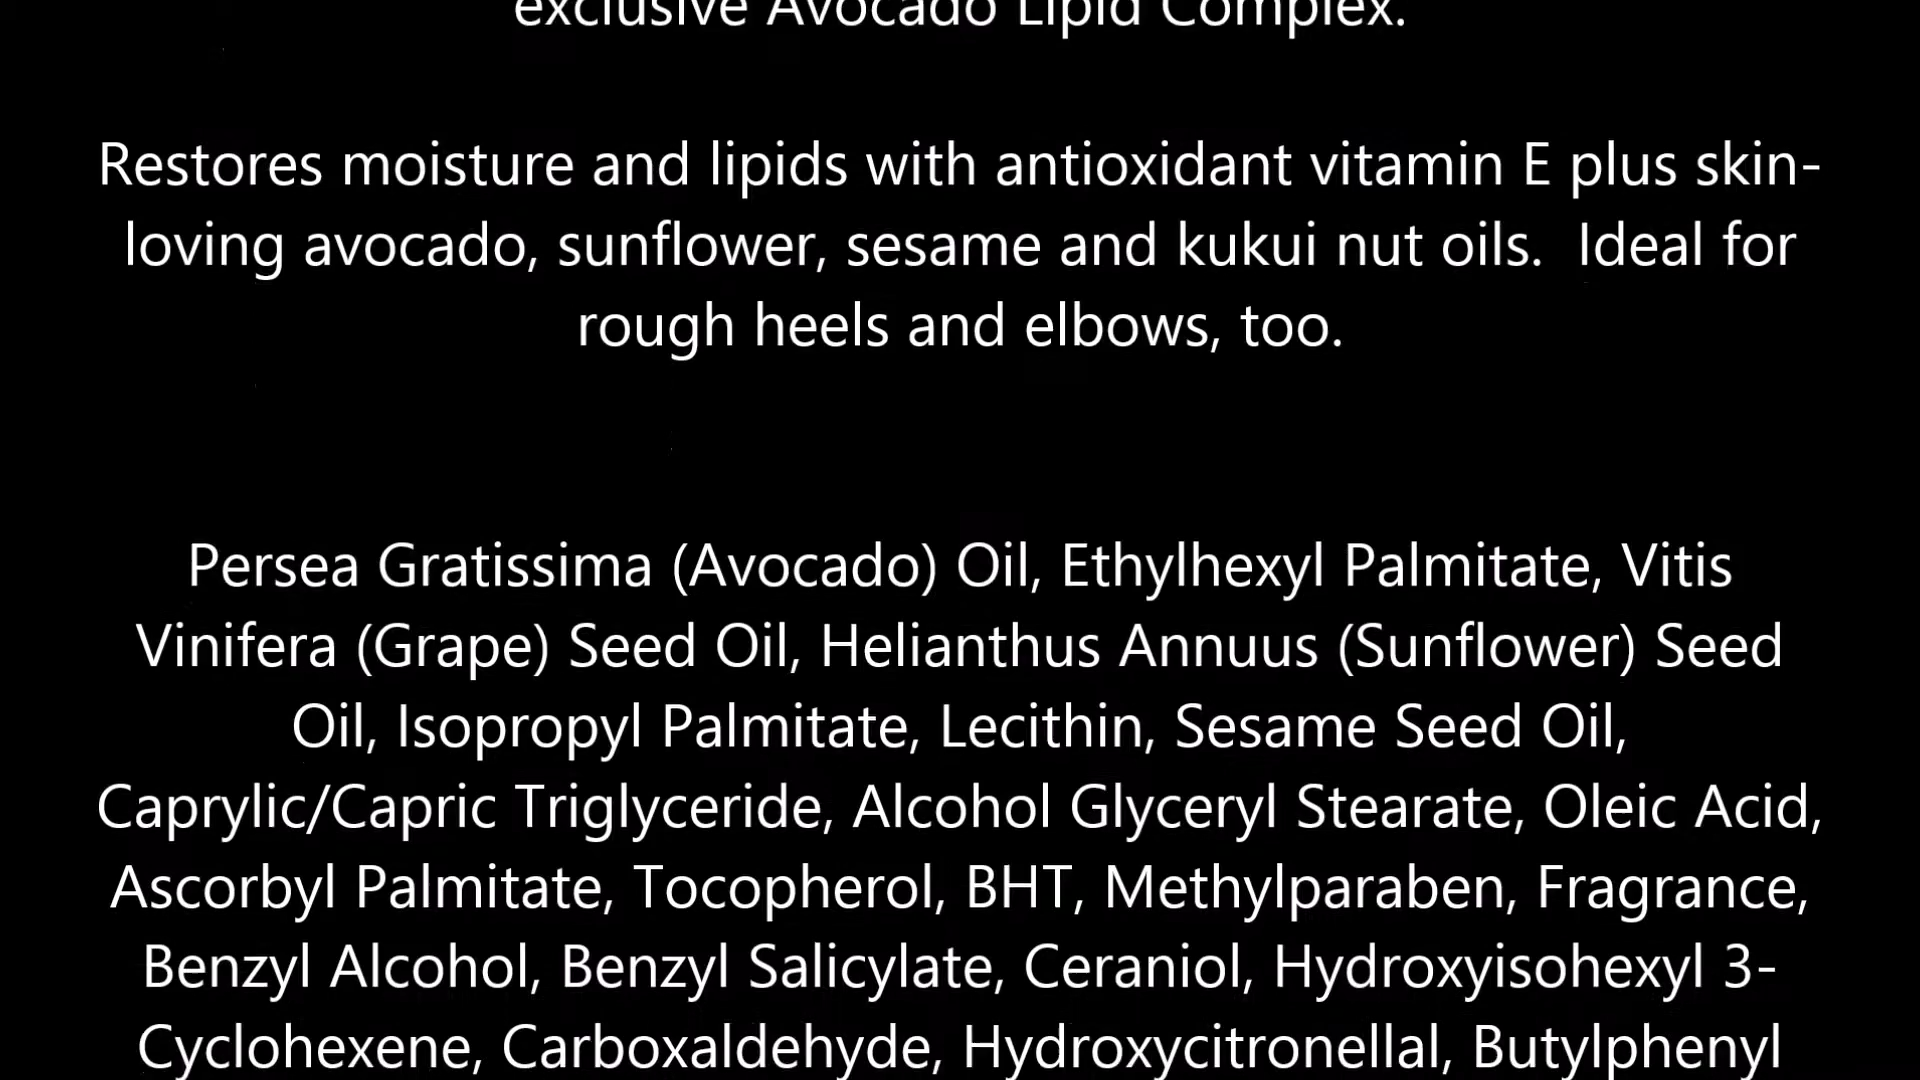 exclusive Avocado Lipid Complex.
Restores moisture and lipids with antioxidant vitamin E plus skin-
loving avocado, sunflower, sesame and kukui nut oils.  Ideal for
rough heels and elbows, too.
Persea Gratissima (Avocado) Oil, Ethylhexyl Palmitate, Vitis
Vinifera (Grape) Seed Oil, Helianthus Annuus (Sunflower) Seed
Oil, Isopropyl Palmitate, Lecithin, Sesame Seed Oil,
Caprylic/Capric Triglyceride, Alcohol Glyceryl Stearate, Oleic Acid,
Ascorbyl Palmitate, Tocopherol, BHT, Methylparaben, Fragrance,
Benzyl Alcohol, Benzyl Salicylate, Ceraniol, Hydroxyisohexyl 3-
Cyclohexene, Carboxaldehyde, Hydroxycitronellal, Butylphenyl